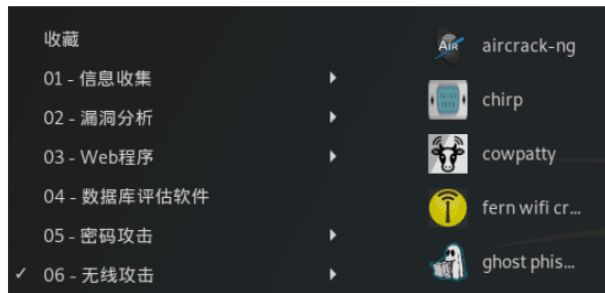 收藏
01 - 信息收集
02 - 漏洞分析
03 - Web程序
04 - 数据库评估软件
05 - 密码攻击
✓ 06 - 无线攻击
AIR
aircrack-ng
chirp
cowpatty
fern wifi cr...
ghost phis...